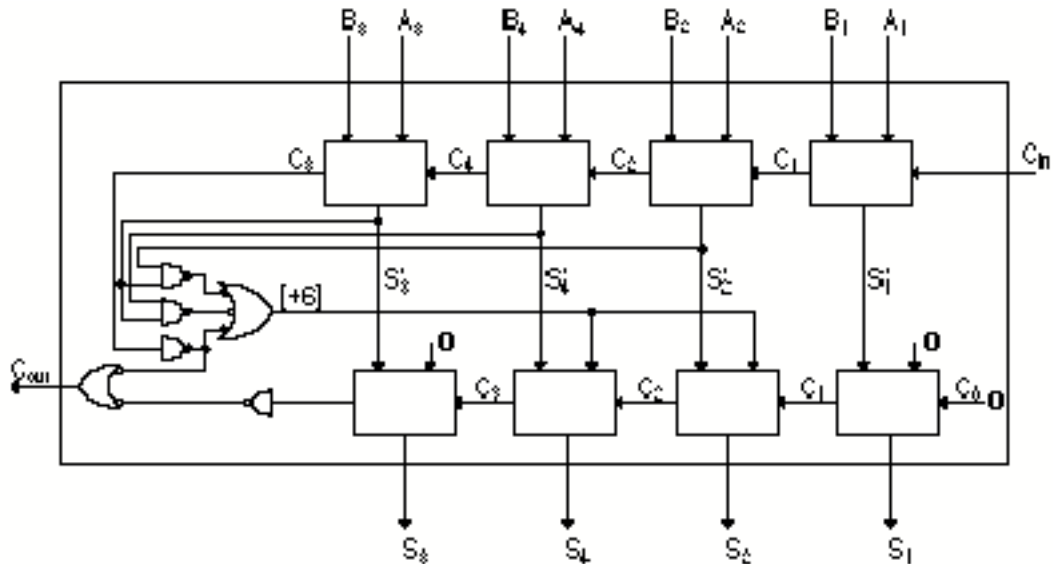 B₈ A₈ B₄ A₄ B₂ A₂ B₁ A₁
C₈ C₄ C₂ C₁ Cin
S'₈ S'₄ S'₂ S'₁
[+6]
0 0
Cout C₃ C₂ C₁ C₀ 0
S₈ S₄ S₂ S₁